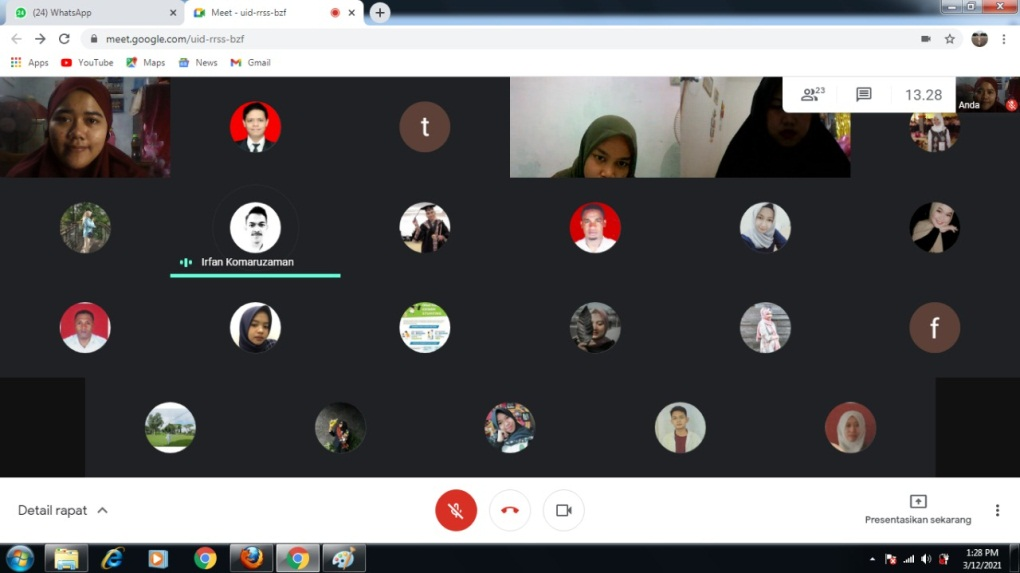 (24) WhatsApp
Meet - uid-rrss-bzf
meet.google.com/uid-rrss-bzf
Apps YouTube Maps News Gmail
23
13.28
Anda
t
Irfan Komaruzaman
f
Detail rapat
Presentasikan sekarang
1:28 PM
3/12/2021